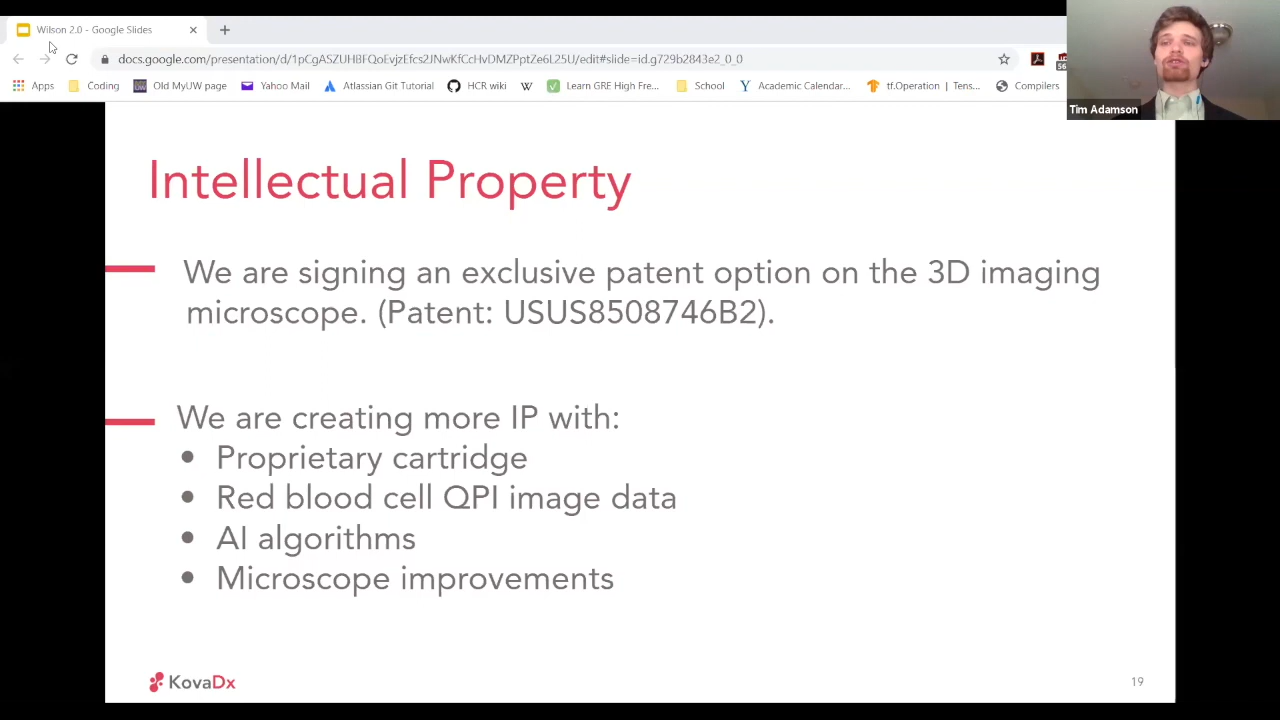 Wilson 2.0 - Google Slides
Apps
Coding
Old MyUW page
Yahoo Mail
Atlassian Git Tutorial
HCR wiki
Learn GRE High Fre...
School
Academic Calendar...
tf.Operation | Tens...
Compilers
Tim Adamson
Intellectual Property
We are signing an exclusive patent option on the 3D imaging
microscope. (Patent: USUS8508746B2).
We are creating more IP with:
• Proprietary cartridge
• Red blood cell QPI image data
• AI algorithms
• Microscope improvements
KovaDx
19